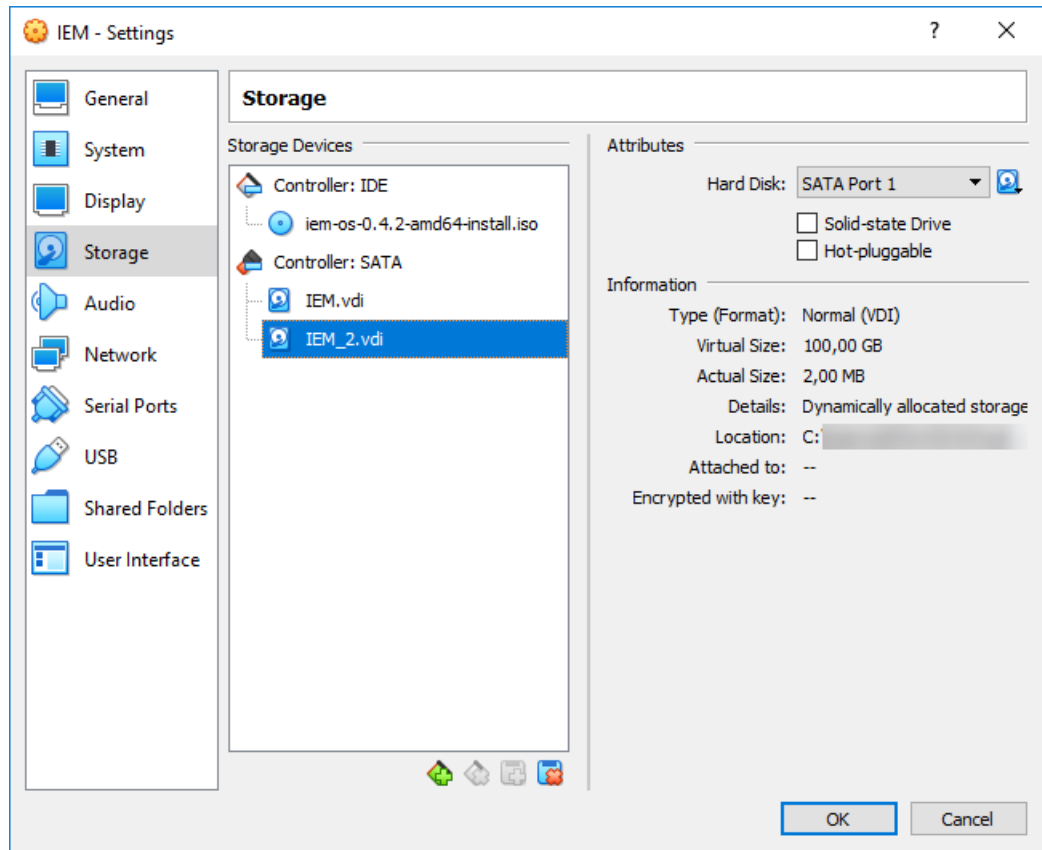 IEM - Settings
?
General
System
Display
Storage
Audio
Network
Serial Ports
USB
Shared Folders
User Interface
Storage
Storage Devices
Controller: IDE
iem-os-0.4.2-amd64-install.iso
Controller: SATA
IEM.vdi
IEM_2.vdi
Attributes
Hard Disk: SATA Port 1
Solid-state Drive
Hot-pluggable
Information
Type (Format): Normal (VDI)
Virtual Size: 100,00 GB
Actual Size: 2,00 MB
Details: Dynamically allocated storage
Location: C:
Attached to: --
Encrypted with key: --
OK
Cancel